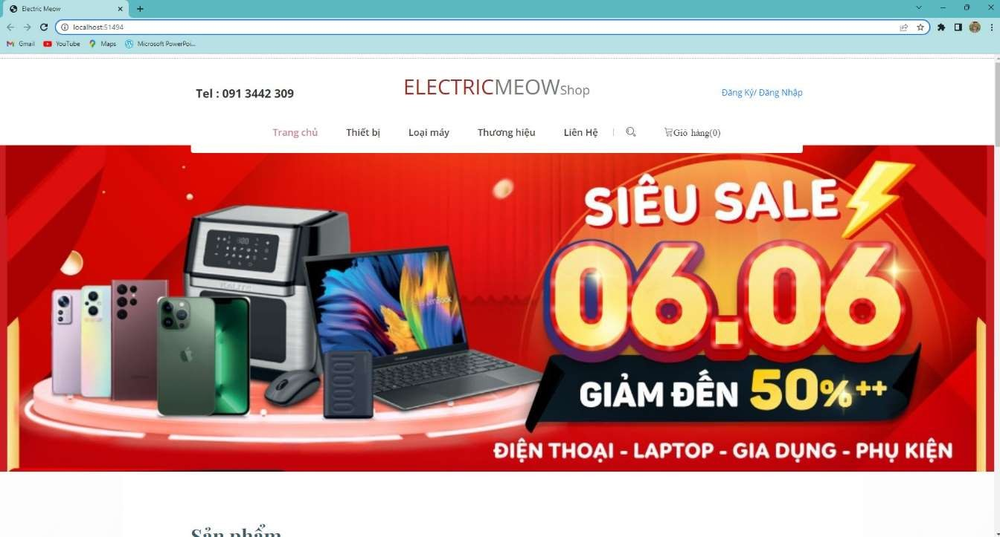 Electric Meow
localhost:51494
Gmail YouTube Maps Microsoft PowerPoi...
Tel : 091 3442 309
ELECTRICMEOWShop
Đăng Ký/ Đăng Nhập
Trang chủ Thiết bị Loại máy Thương hiệu Liên Hệ | Giỏ hàng(0)
SIÊU SALE
06.06
GIẢM ĐẾN 50%++
ĐIỆN THOẠI - LAPTOP - GIA DỤNG - PHỤ KIỆN
10000
Sản phẩm